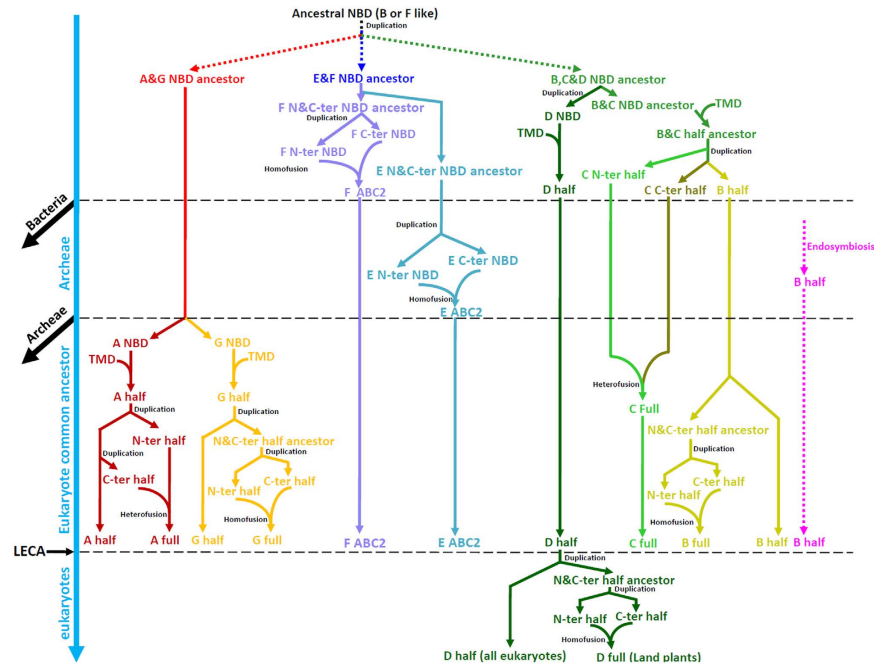 Ancestral NBD (B or F like)
Duplication
A&G NBD ancestor
E&F NBD ancestor
B,C&D NBD ancestor
Duplication
B&C NBD ancestor
TMD
F N&C-ter NBD ancestor
D NBD
Duplication
F C-ter NBD
TMD
B&C half ancestor
F N-ter NBD
Duplication
Homofusion
E N&C-ter NBD ancestor
C N-ter half
F ABC2
D half
C C-ter half
B half
Bacteria
Archeae
Duplication
Endosymbiosis
E N-ter NBD
E C-ter NBD
B half
Homofusion
E ABC2
Archeae
Eukaryote common ancestor
A NBD
G NBD
TMD
TMD
A half
G half
Heterofusion
C Full
Duplication
Duplication
N-ter half
N&C-ter half ancestor
N&C-ter half ancestor
Duplication
Duplication
Duplication
C-ter half
N-ter half
C-ter half
N-ter half
C-ter half
Heterofusion
Homofusion
Homofusion
A half
A full
G half
G full
F ABC2
E ABC2
D half
C full
B full
B half
B half
LECA
eukaryotes
Duplication
N&C-ter half ancestor
Duplication
N-ter half
C-ter half
Homofusion
D half (all eukaryotes)
D full (Land plants)